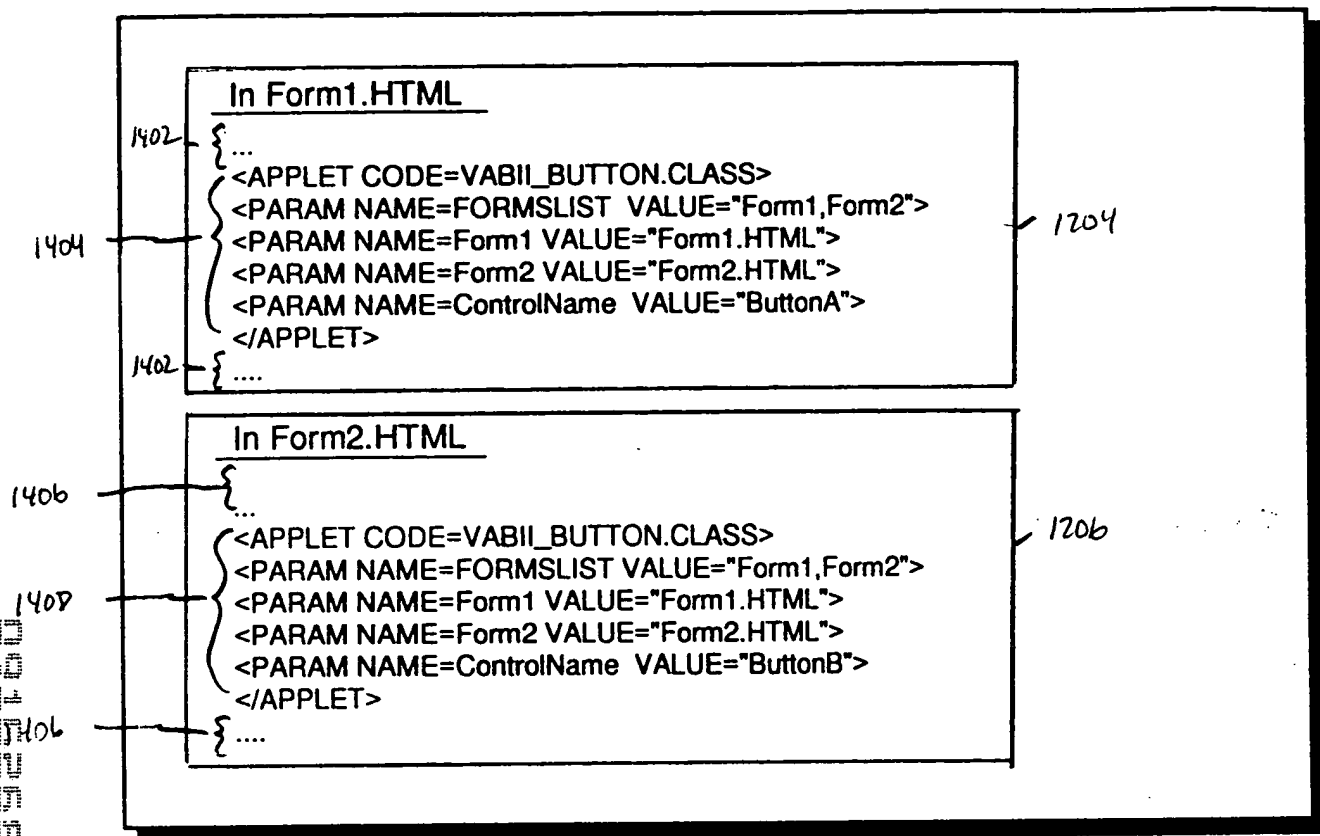 In Form1.HTML
1402
...
<APPLET CODE=VABII_BUTTON.CLASS>
<PARAM NAME=FORMSLIST VALUE="Form1,Form2">
1204
1404
<PARAM NAME=Form1 VALUE="Form1.HTML">
<PARAM NAME=Form2 VALUE="Form2.HTML">
<PARAM NAME=ControlName VALUE="ButtonA">
</APPLET>
1402
....
In Form2.HTML
1406
...
<APPLET CODE=VABII_BUTTON.CLASS>
1206
<PARAM NAME=FORMSLIST VALUE="Form1,Form2">
1408
<PARAM NAME=Form1 VALUE="Form1.HTML">
<PARAM NAME=Form2 VALUE="Form2.HTML">
<PARAM NAME=ControlName VALUE="ButtonB">
</APPLET>
1406
....